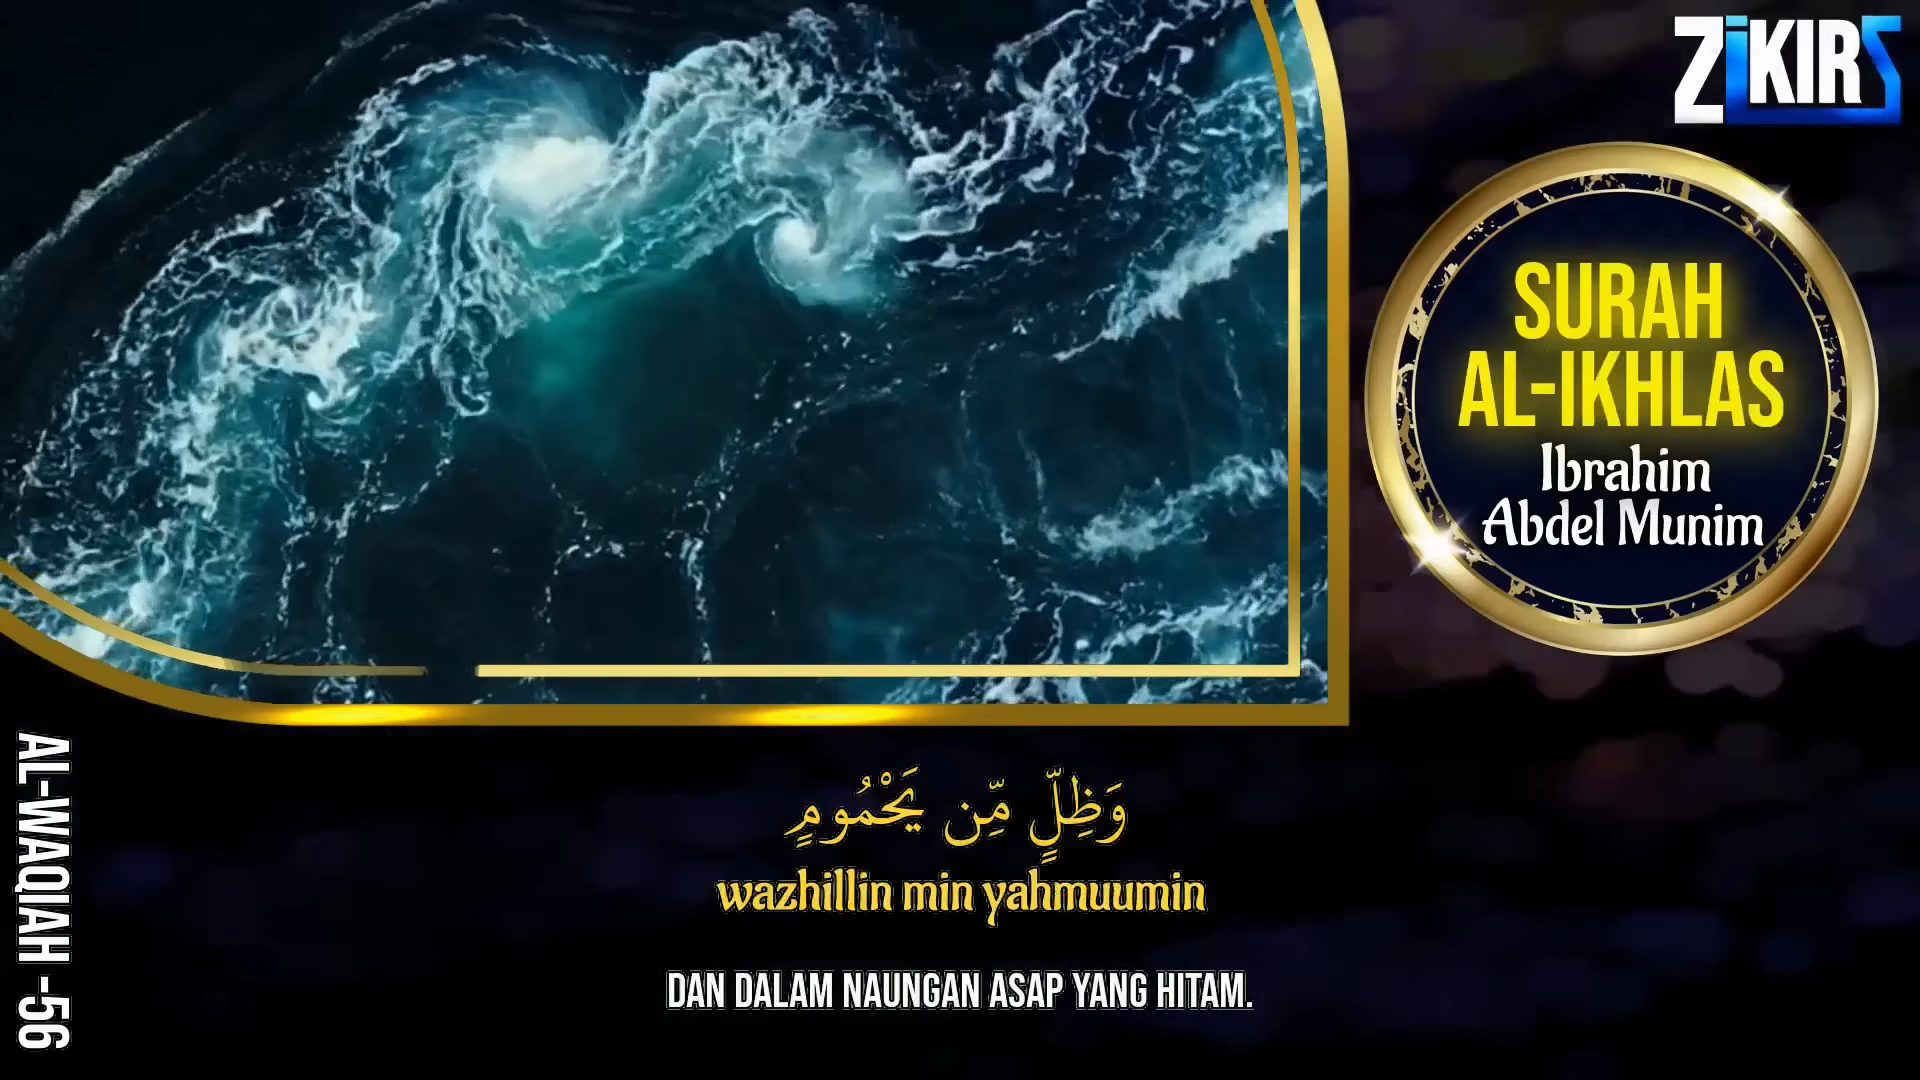 ZiKIRS
SURAH
AL-IKHLAS
Ibrahim
Abdel Munim
وَظِلٍّ مِّن يَحْمُومٍ
wazhillin min yahmuumin
DAN DALAM NAUNGAN ASAP YANG HITAM.
AL-WAQIAH -56